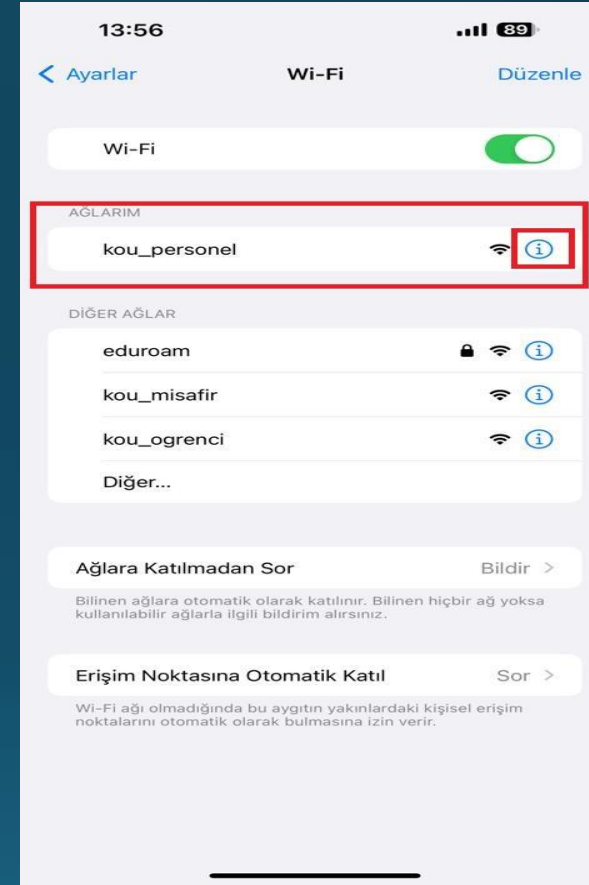 13:56
89
Ayarlar
Wi-Fi
Düzenle
Wi-Fi
AĞLARIM
kou_personel
DİĞER AĞLAR
eduroam
kou_misafir
kou_ogrenci
Diğer...
Ağlara Katılmadan Sor
Bildir
Bilinen ağlara otomatik olarak katılınır. Bilinen hiçbir ağ yoksa
kullanılabilir ağlarla ilgili bildirim alırsınız.
Erişim Noktasına Otomatik Katıl
Sor
Wi-Fi ağı olmadığında bu aygıtın yakınlardaki kişisel erişim
noktalarını otomatik olarak bulmasına izin verir.